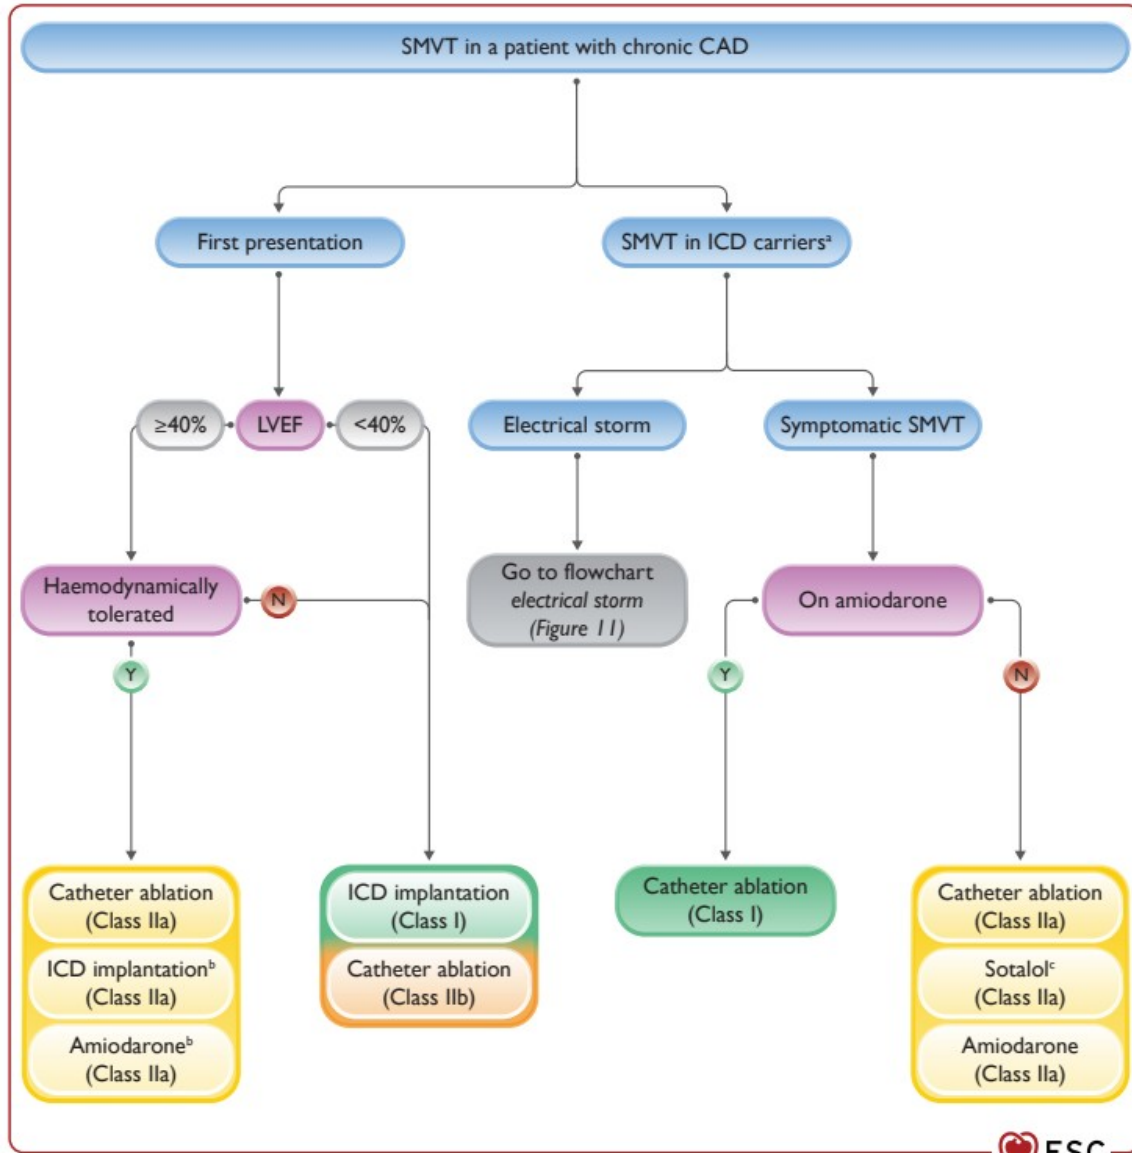 SMVT in a patient with chronic CAD
First presentation
SMVT in ICD carriersᵃ
≥40%
LVEF
<40%
Electrical storm
Symptomatic SMVT
Haemodynamically
tolerated
N
Go to flowchart
electrical storm
(Figure 11)
On amiodarone
Y
Y
N
Catheter ablation
(Class IIa)
ICD implantationᵇ
(Class IIa)
Amiodaroneᵇ
(Class IIa)
ICD implantation
(Class I)
Catheter ablation
(Class IIb)
Catheter ablation
(Class I)
Catheter ablation
(Class IIa)
Sotalolᶜ
(Class IIa)
Amiodarone
(Class IIa)
ESC